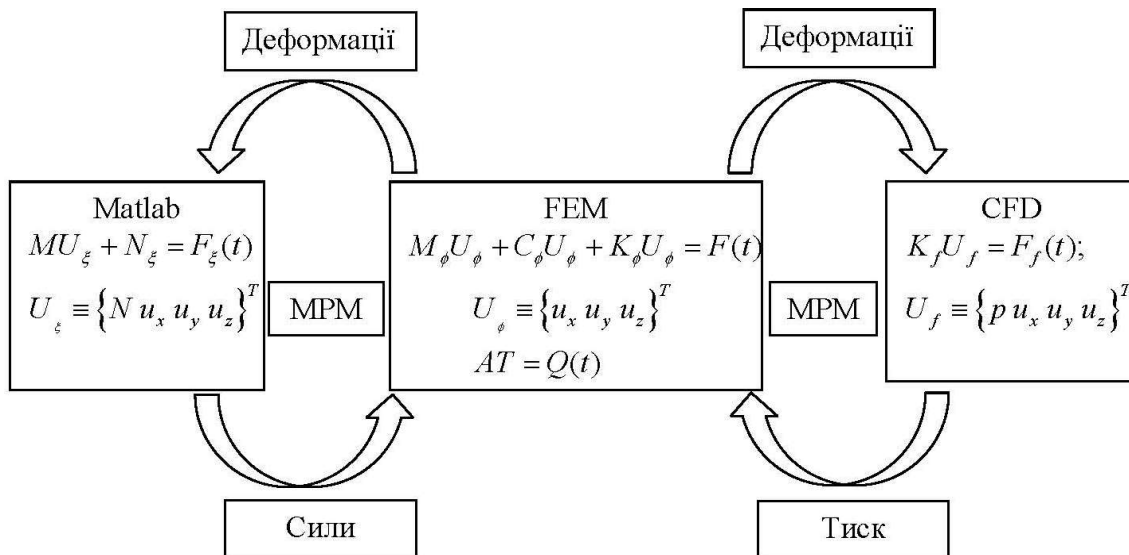 Деформації
Деформації
Matlab
MU_ξ + N_ξ = F_ξ(t)
U_ξ ≡ {N u_x u_y u_z}^T
MPM
FEM
M_ϕU_ϕ + C_ϕU_ϕ + K_ϕU_ϕ = F(t)
U_ϕ ≡ {u_x u_y u_z}^T
AT = Q(t)
MPM
CFD
K_fU_f = F_f(t);
U_f ≡ {p u_x u_y u_z}^T
Сили
Тиск